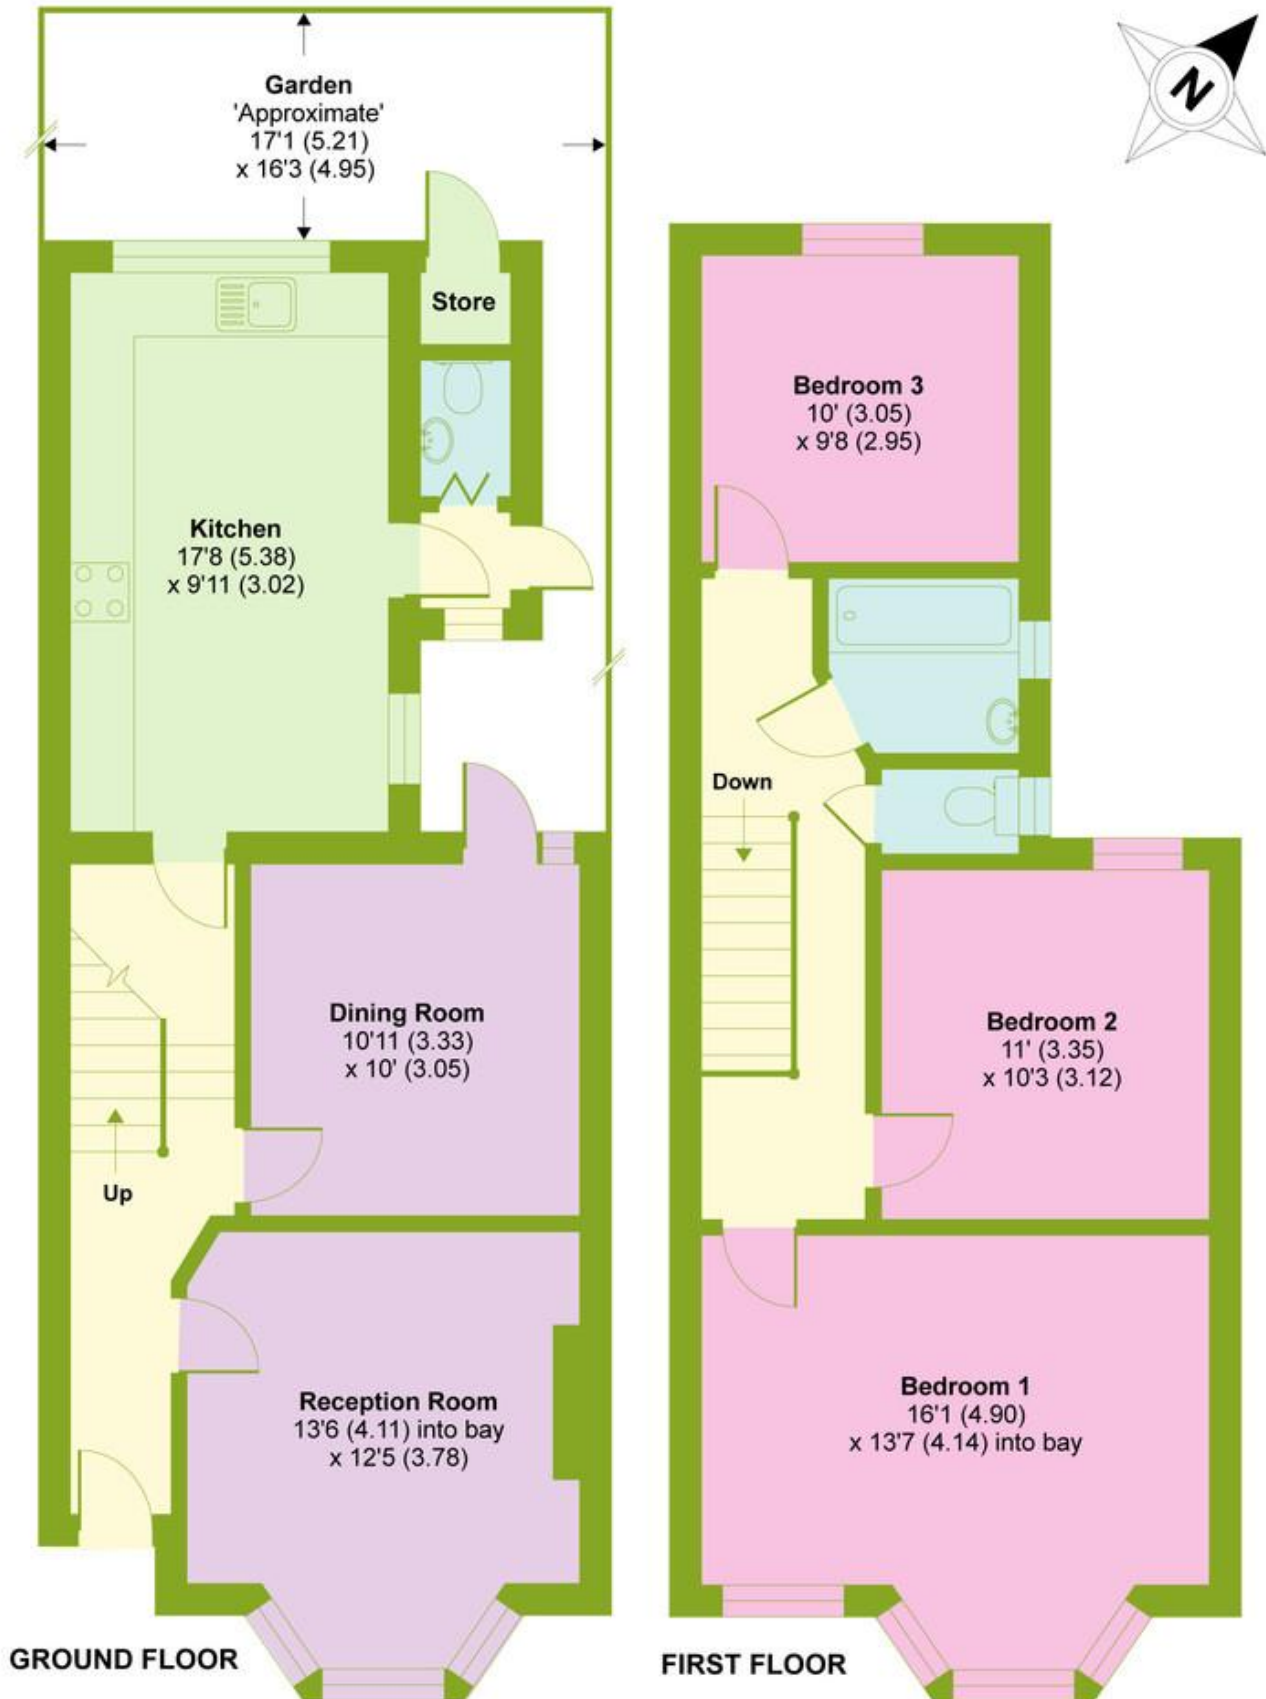 Garden
'Approximate'
17'1 (5.21)
x 16'3 (4.95)
N
Store
Kitchen
17'8 (5.38)
x 9'11 (3.02)
Bedroom 3
10' (3.05)
x 9'8 (2.95)
Down
Dining Room
10'11 (3.33)
x 10' (3.05)
Bedroom 2
11' (3.35)
x 10'3 (3.12)
Up
Reception Room
13'6 (4.11) into bay
x 12'5 (3.78)
Bedroom 1
16'1 (4.90)
x 13'7 (4.14) into bay
GROUND FLOOR
FIRST FLOOR